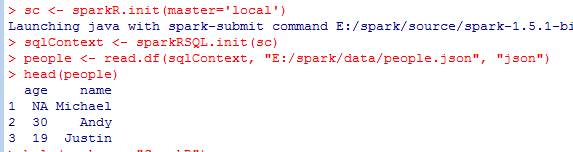 > sc <- sparkR.init(master='local')
Launching java with spark-submit command E:/spark/source/spark-1.5.1-bi
> sqlContext <- sparkRSQL.init(sc)
> people <- read.df(sqlContext, "E:/spark/data/people.json", "json")
> head(people)
  age    name
1  NA Michael
2  30    Andy
3  19  Justin